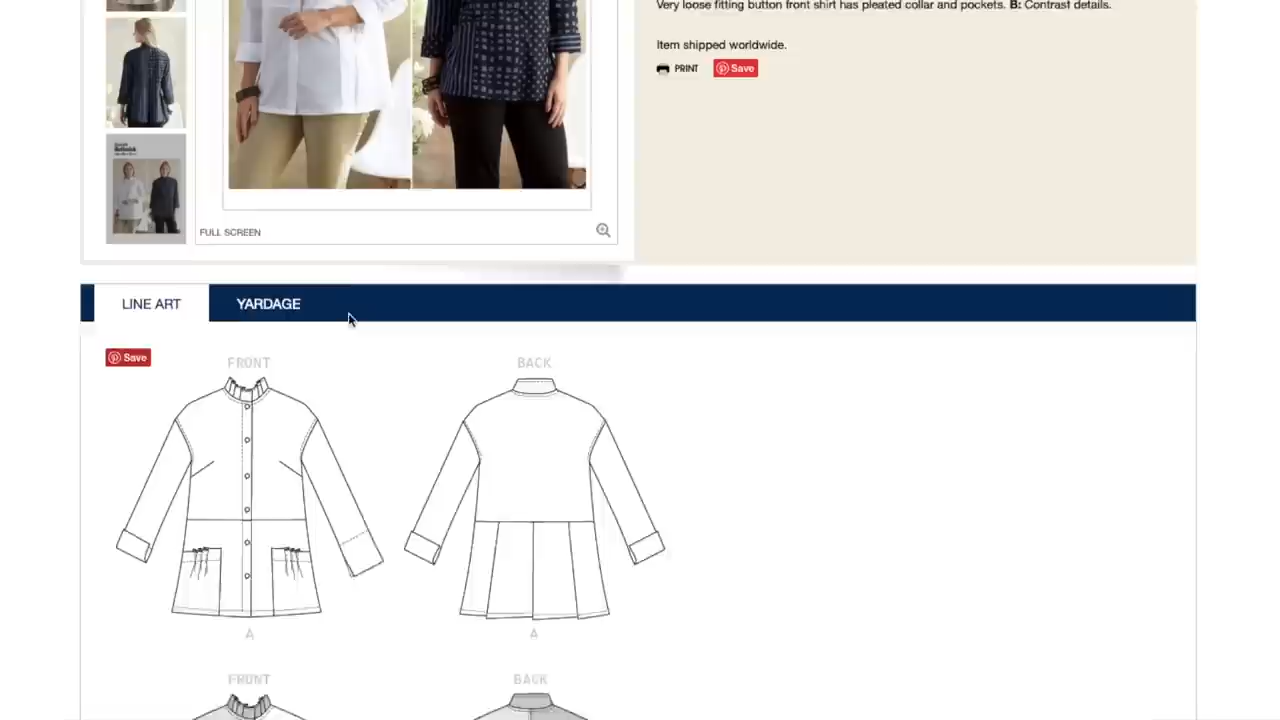 Very loose fitting button front shirt has pleated collar and pockets. B: Contrast details.
Item shipped worldwide.
PRINT Save
Butterick
FULL SCREEN
LINE ART YARDAGE
Save
FRONT BACK
A A
FRONT BACK